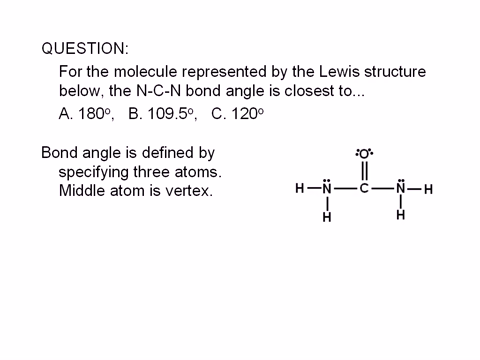 QUESTION:
For the molecule represented by the Lewis structure
below, the N-C-N bond angle is closest to...
A. 180°, B. 109.5°, C. 120°
Bond angle is defined by
specifying three atoms.
Middle atom is vertex.
O
H N C N H
H H